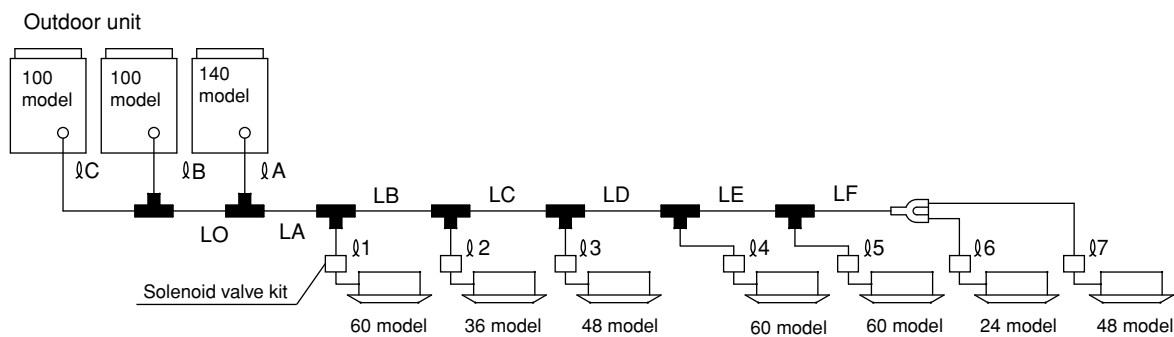 Outdoor unit
100
model
100
model
140
model
ℓC
ℓB
ℓA
LO
LA
LB
LC
LD
LE
LF
ℓ1
ℓ2
ℓ3
ℓ4
ℓ5
ℓ6
ℓ7
Solenoid valve kit
60 model
36 model
48 model
60 model
60 model
24 model
48 model